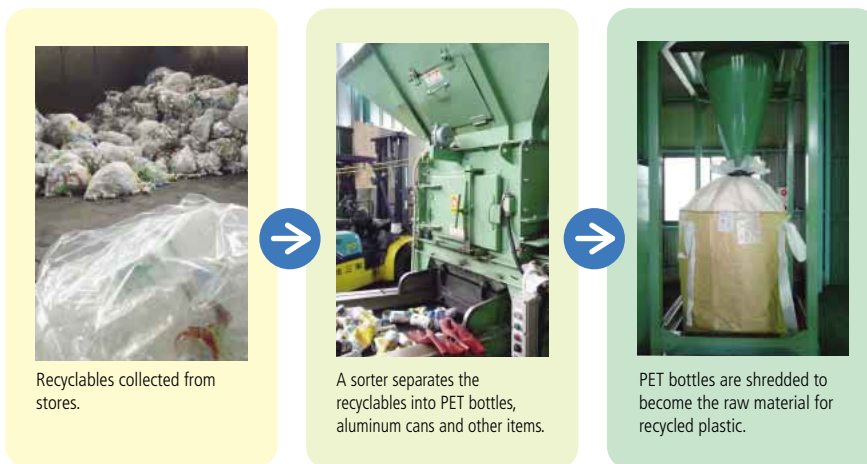 Recyclables collected from
stores.
A sorter separates the
recyclables into PET bottles,
aluminum cans and other items.
PET bottles are shredded to
become the raw material for
recycled plastic.